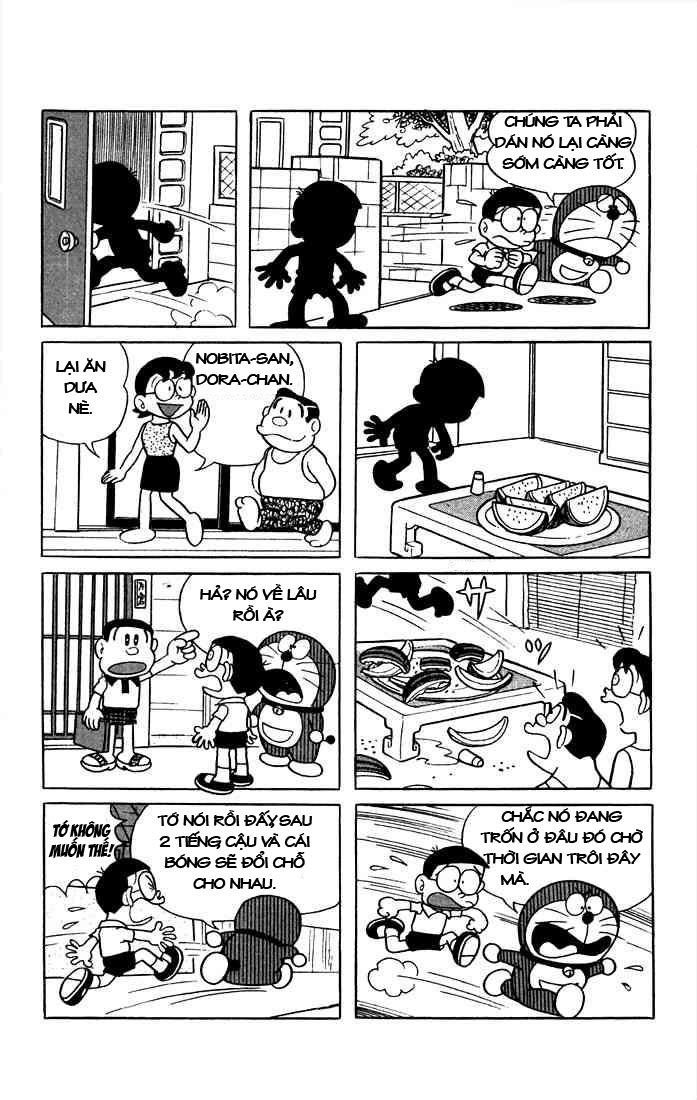 CHÚNG TA PHẢI
DÁN NÓ LẠI CÀNG
SỚM CÀNG TỐT.
LẠI ĂN
DƯA
NÈ.
NOBITA-SAN,
DORA-CHAN.
HẢ? NÓ VỀ LÂU
RỒI À?
サ
TỚ KHÔNG
MUỐN THẾ!
TỚ NÓI RỒI ĐẤY, SAU
2 TIẾNG, CẬU VÀ CÁI
BÓNG SẼ ĐỔI CHỖ
CHO NHAU.
CHẮC NÓ ĐANG
TRỐN Ở ĐÂU ĐÓ CHỜ
THỜI GIAN TRÔI ĐÂY
MÀ.